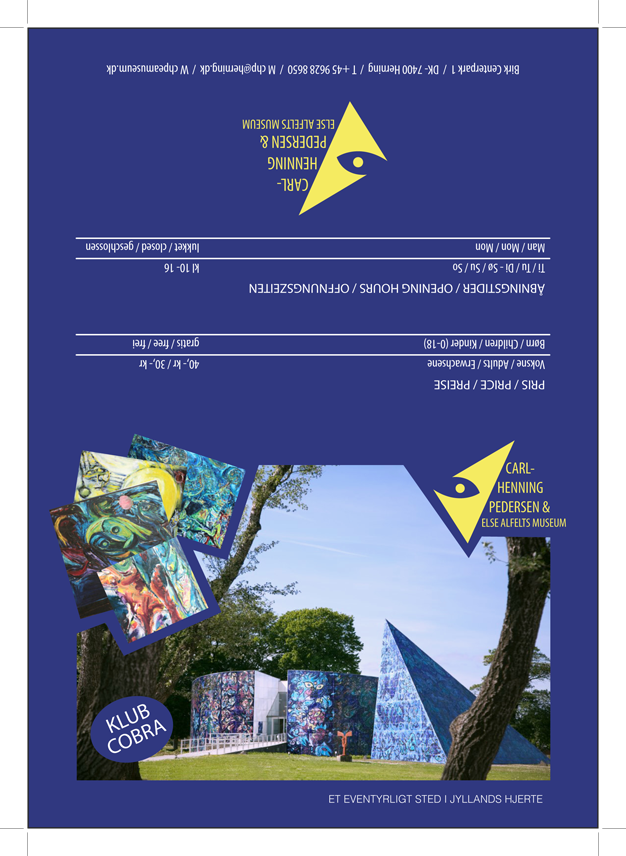 PRIS / PRICE / PREISE
Voksne / Adults / Erwachsene 40,- kr / 30,- kr
Børn / Children / Kinder (0-18) gratis / free / frei
ÅBNINGSTIDER / OPENING HOURS / OFFNUNGSZEITEN
Ti / Tu / Di - Sø / Su / So kl 10- 16
Man / Mon / Mon lukket / closed / geschlossen
CARL-
HENNING
PEDERSEN &
ELSE ALFELTS MUSEUM
Birk Centerpark 1 / DK- 7400 Herning / T +45 9628 8650 / M chp@herning.dk / W chpeamuseum.dk
CARL-
HENNING
PEDERSEN &
ELSE ALFELTS MUSEUM
KLUB
COBRA
ET EVENTYRLIGT STED I JYLLANDS HJERTE